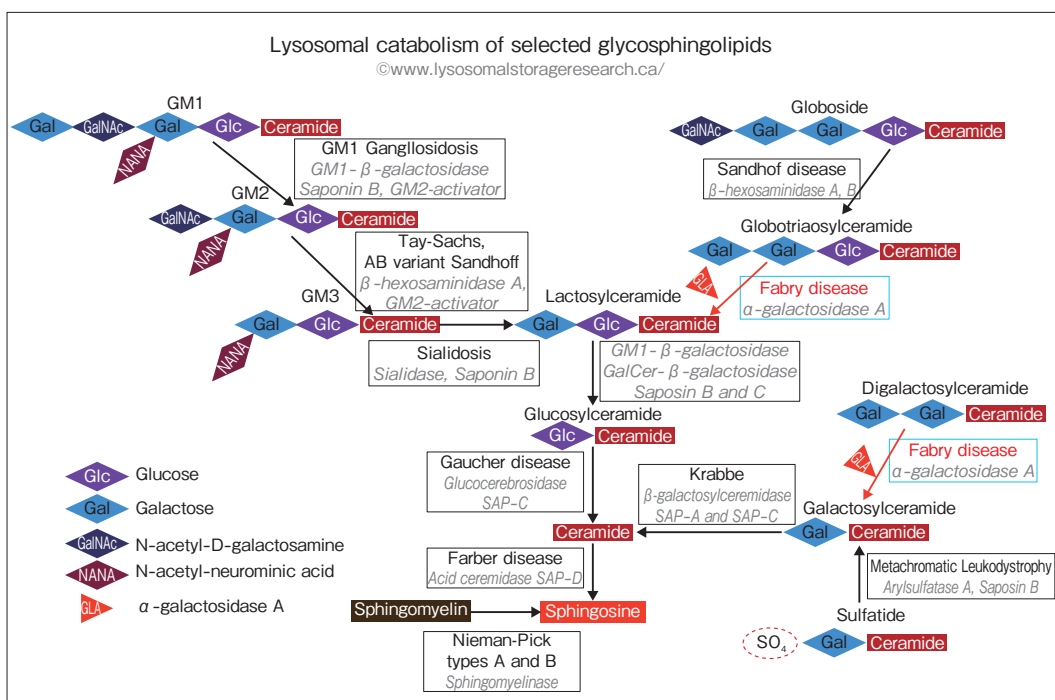 Lysosomal catabolism of selected glycosphingolipids
©www.lysosomalstorageresearch.ca/
GM1
Gal GalNAc Gal Glc Ceramide
NANA
GM1 Gangllosidosis
GM1-β-galactosidase
Saponin B, GM2-activator
GM2
GalNAc Gal Glc Ceramide
NANA
Tay-Sachs,
AB variant Sandhoff
β-hexosaminidase A,
GM2-activator
GM3
Gal Glc Ceramide
NANA
Sialidosis
Sialidase, Saponin B
Globoside
GalNAc Gal Gal Glc Ceramide
Sandhof disease
β-hexosaminidase A, B
Globotriaosylceramide
Gal Gal Glc Ceramide
GLA
Fabry disease
α-galactosidase A
Lactosylceramide
Gal Glc Ceramide
GM1-β-galactosidase
GalCer-β-galactosidase
Saposin B and C
Glucosylceramide
Glc Ceramide
Gaucher disease
Glucocerebrosidase
SAP-C
Digalactosylceramide
Gal Gal Ceramide
GLA
Fabry disease
α-galactosidase A
Galactosylceramide
Gal Ceramide
Krabbe
β-galactosylceremidase
SAP-A and SAP-C
Ceramide
Metachromatic Leukodystrophy
Arylsulfatase A, Saposin B
Sulfatide
SO4 Gal Ceramide
Farber disease
Acid ceremidase SAP-D
Sphingomyelin Sphingosine
Nieman-Pick
types A and B
Sphingomyelinase
Glc Glucose
Gal Galactose
GalNAc N-acetyl-D-galactosamine
NANA N-acetyl-neurominic acid
GLA α-galactosidase A